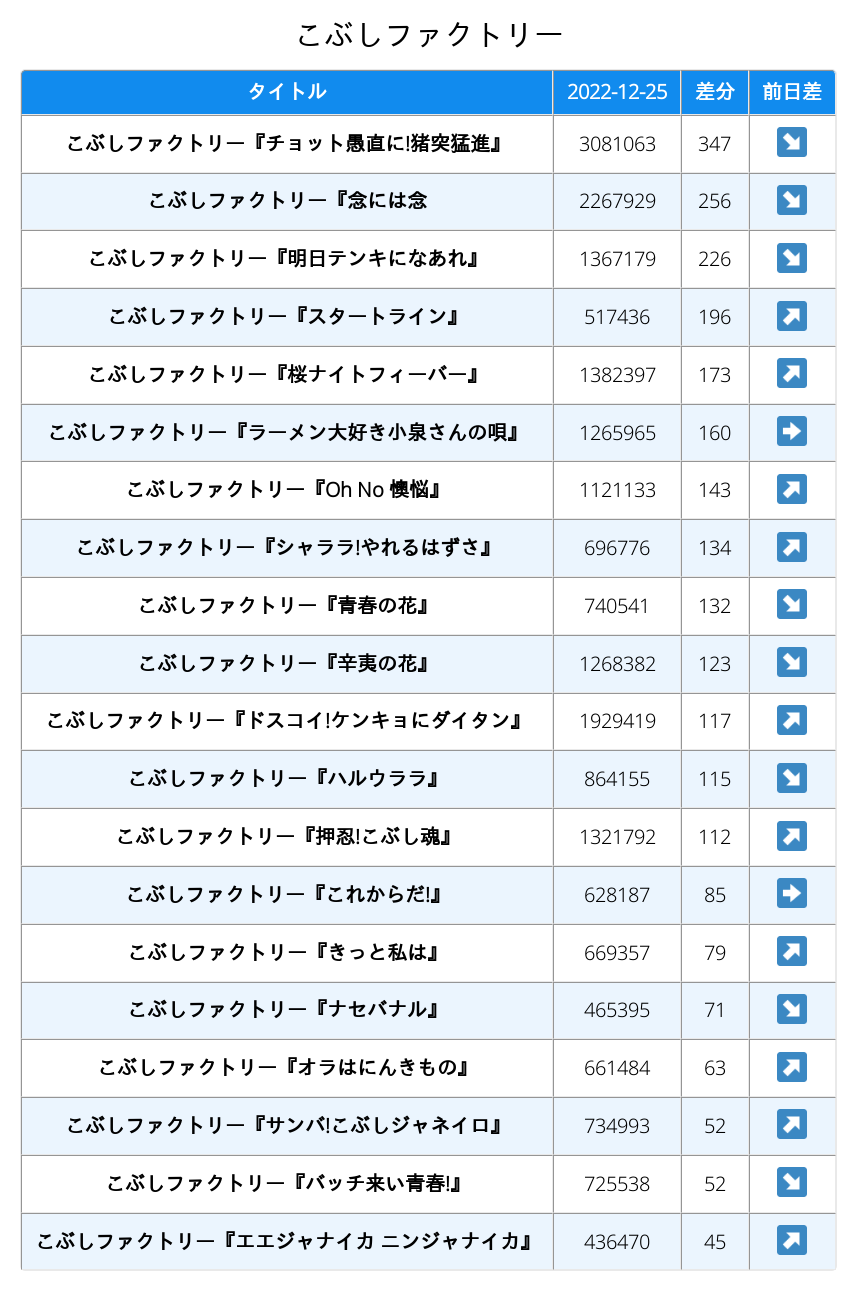 こぶしファクトリー
タイトル 2022-12-25 差分 前日差
こぶしファクトリー『チョット愚直に!猪突猛進』 3081063 347 ↘
こぶしファクトリー『念には念 2267929 256 ↘
こぶしファクトリー『明日テンキになあれ』 1367179 226 ↘
こぶしファクトリー『スタートライン』 517436 196 ↗
こぶしファクトリー『桜ナイトフィーバー』 1382397 173 ↗
こぶしファクトリー『ラーメン大好き小泉さんの唄』 1265965 160 ➡
こぶしファクトリー『Oh No 懊悩』 1121133 143 ↗
こぶしファクトリー『シャララ!やれるはずさ』 696776 134 ↗
こぶしファクトリー『青春の花』 740541 132 ↘
こぶしファクトリー『辛夷の花』 1268382 123 ↘
こぶしファクトリー『ドスコイ!ケンキョにダイタン』 1929419 117 ↗
こぶしファクトリー『ハルウララ』 864155 115 ↘
こぶしファクトリー『押忍!こぶし魂』 1321792 112 ↗
こぶしファクトリー『これからだ!』 628187 85 ➡
こぶしファクトリー『きっと私は』 669357 79 ↗
こぶしファクトリー『ナセバナル』 465395 71 ↘
こぶしファクトリー『オラはにんきもの』 661484 63 ↗
こぶしファクトリー『サンバ!こぶしジャネイロ』 734993 52 ↗
こぶしファクトリー『バッチ来い青春!』 725538 52 ↘
こぶしファクトリー『エエジャナイカ ニンジャナイカ』 436470 45 ↗